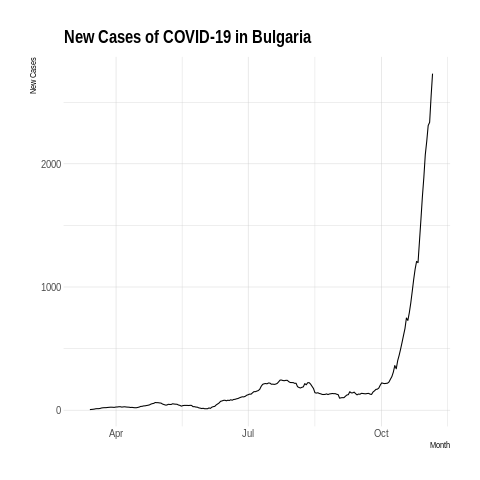 New Cases of COVID-19 in Bulgaria
New Cases
2000
1000
0
Apr Jul Oct
Month